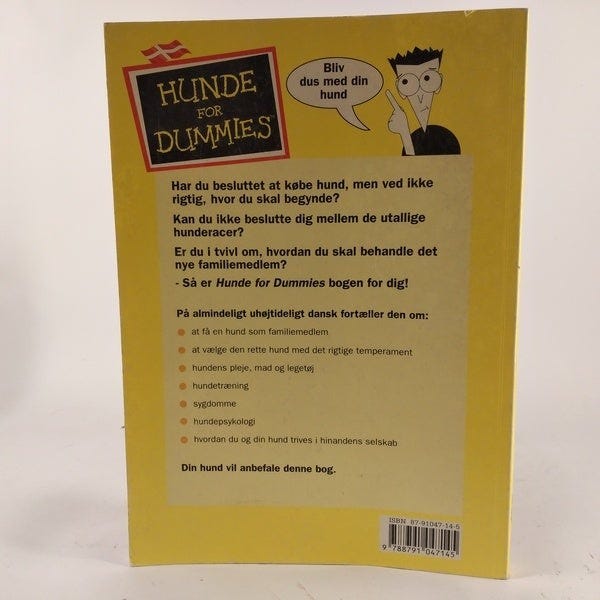 HUNDE
FOR
DUMMIES
Bliv
dus med din
hund
Har du besluttet at købe hund, men ved ikke
rigtig, hvor du skal begynde?
Kan du ikke beslutte dig mellem de utallige
hunderacer?
Er du i tvivl om, hvordan du skal behandle det
nye familiemedlem?
- Så er Hunde for Dummies bogen for dig!
På almindeligt uhøjtideligt dansk fortæller den om:
at få en hund som familiemedlem
at vælge den rette hund med det rigtige temperament
hundens pleje, mad og legetøj
hundetræning
sygdomme
hundepsykologi
hvordan du og din hund trives i hinandens selskab
Din hund vil anbefale denne bog.
ISBN 87-91047-14-5
9 788791 047145